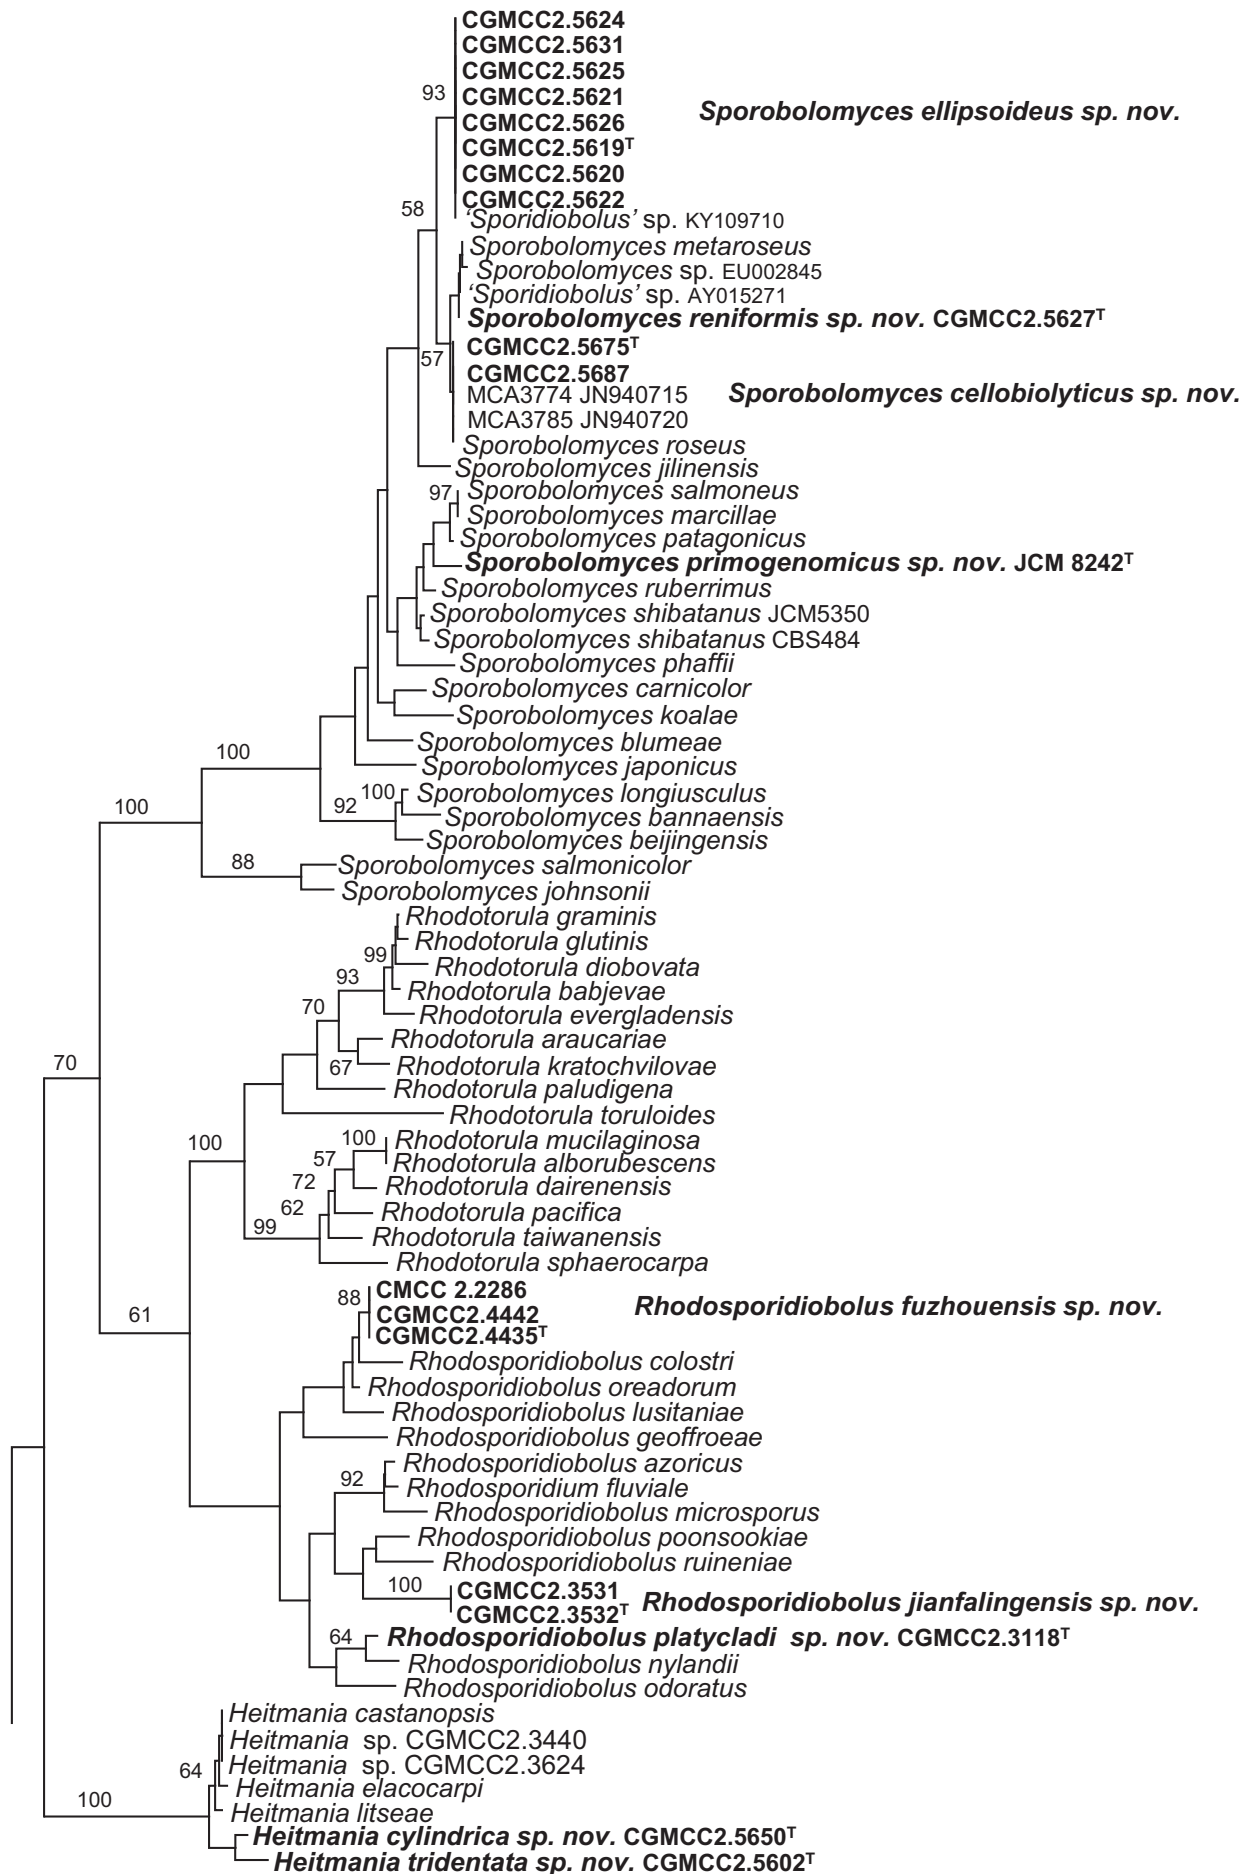 CGMCC2.5624
CGMCC2.5631
CGMCC2.5625
93
CGMCC2.5621
Sporobolomyces ellipsoideus sp. nov.
CGMCC2.5626
CGMCC2.5619T
CGMCC2.5620
CGMCC2.5622
58
'Sporidiobolus' sp. KY109710
Sporobolomyces metaroseus
Sporobolomyces sp. EU002845
'Sporidiobolus' sp. AY015271
Sporobolomyces reniformis sp. nov. CGMCC2.5627T
CGMCC2.5675T
57
CGMCC2.5687
MCA3774 JN940715
Sporobolomyces cellobiolyticus sp. nov.
MCA3785 JN940720
Sporobolomyces roseus
Sporobolomyces jilinensis
97
Sporobolomyces salmoneus
Sporobolomyces marcillae
Sporobolomyces patagonicus
Sporobolomyces primogenomicus sp. nov. JCM 8242T
Sporobolomyces ruberrimus
Sporobolomyces shibatanus JCM5350
Sporobolomyces shibatanus CBS484
Sporobolomyces phaffii
Sporobolomyces carnicolor
Sporobolomyces koalae
Sporobolomyces blumeae
100
Sporobolomyces japonicus
100
Sporobolomyces longiusculus
100
92
Sporobolomyces bannaensis
Sporobolomyces beijingensis
88
Sporobolomyces salmonicolor
Sporobolomyces johnsonii
Rhodotorula graminis
Rhodotorula glutinis
99
Rhodotorula diobovata
93
Rhodotorula babjevae
70
Rhodotorula evergladensis
Rhodotorula araucariae
70
67
Rhodotorula kratochvilovae
Rhodotorula paludigena
Rhodotorula toruloides
100
100
Rhodotorula mucilaginosa
57
Rhodotorula alborubescens
72
Rhodotorula dairenensis
62
Rhodotorula pacifica
99
Rhodotorula taiwanensis
Rhodotorula sphaerocarpa
CMCC 2.2286
88
Rhodosporidiobolus fuzhouensis sp. nov.
61
CGMCC2.4442
CGMCC2.4435T
Rhodosporidiobolus colostri
Rhodosporidiobolus oreadorum
Rhodosporidiobolus lusitaniae
Rhodosporidiobolus geoffroeae
Rhodosporidiobolus azoricus
92
Rhodosporidium fluviale
Rhodosporidiobolus microsporus
Rhodosporidiobolus poonsookiae
Rhodosporidiobolus ruineniae
100
CGMCC2.3531
Rhodosporidiobolus jianfalingensis sp. nov.
CGMCC2.3532T
64
Rhodosporidiobolus platycladi sp. nov. CGMCC2.3118T
Rhodosporidiobolus nylandii
Rhodosporidiobolus odoratus
Heitmania castanopsis
Heitmania sp. CGMCC2.3440
Heitmania sp. CGMCC2.3624
64
Heitmania elacocarpi
100
Heitmania litseae
Heitmania cylindrica sp. nov. CGMCC2.5650T
Heitmania tridentata sp. nov. CGMCC2.5602T